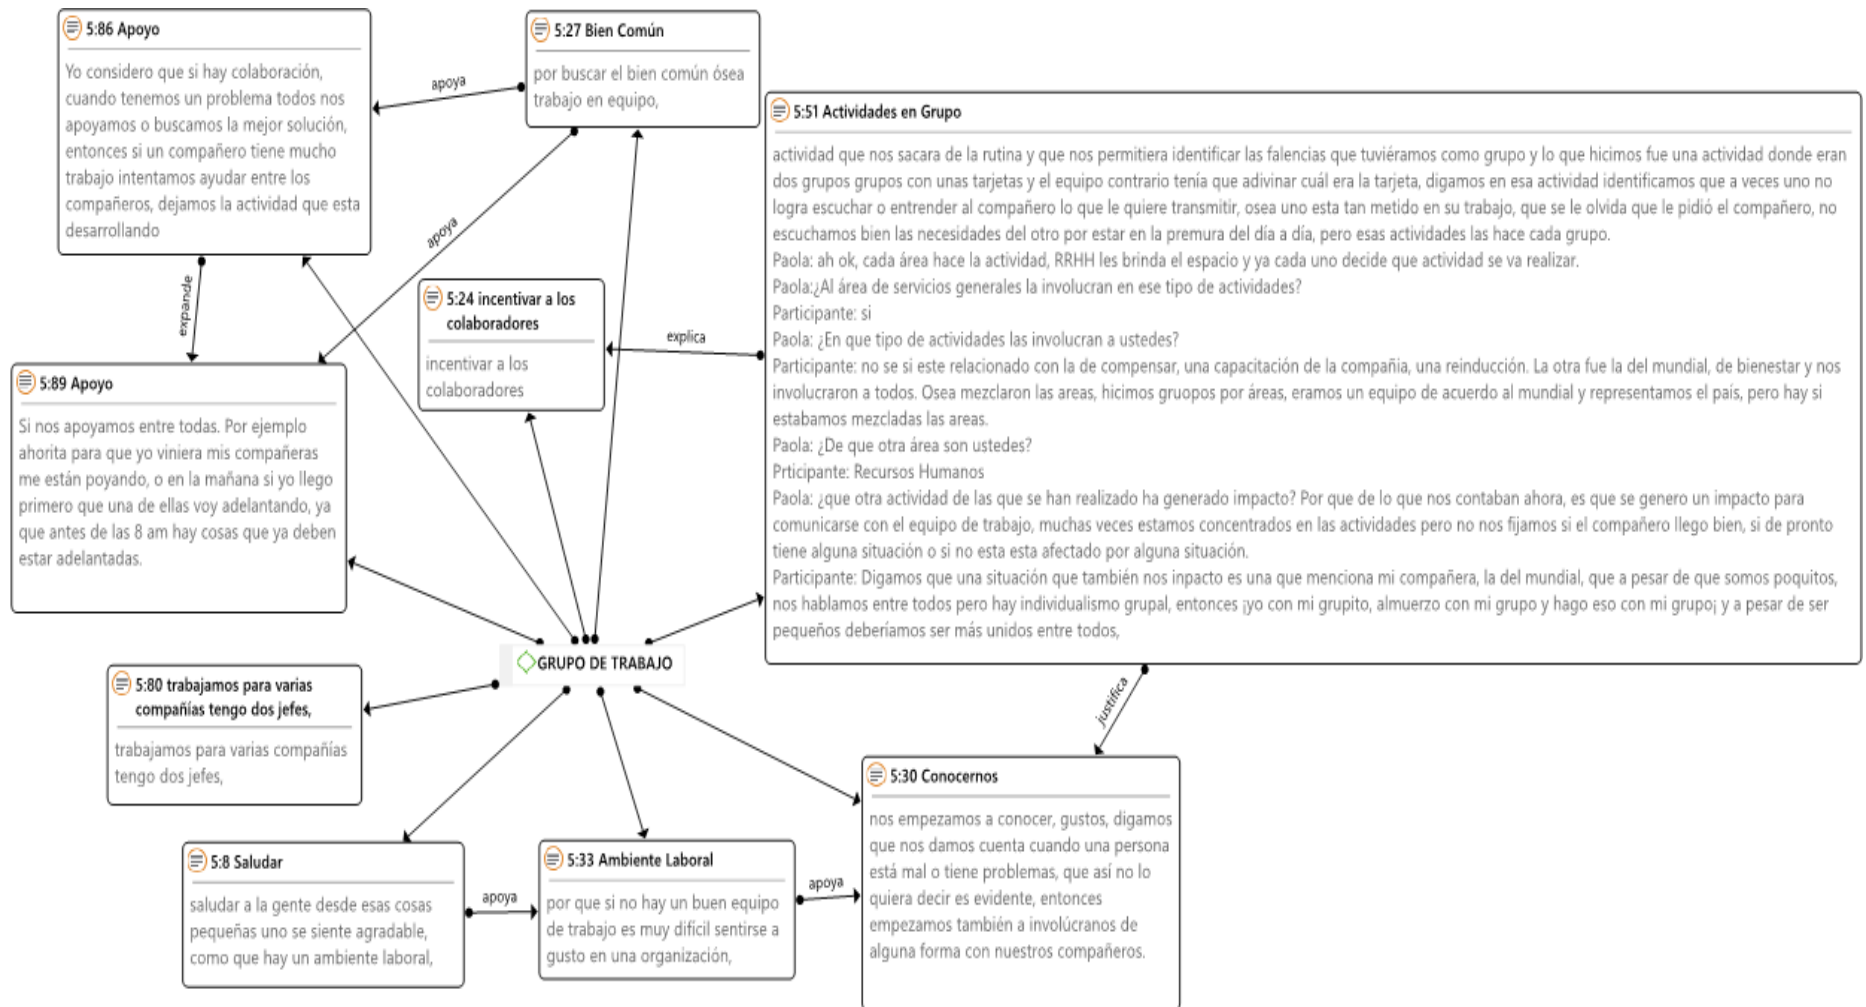 5:86 Apoyo
Yo considero que si hay colaboración,
cuando tenemos un problema todos nos
apoyamos o buscamos la mejor solución,
entonces si un compañero tiene mucho
trabajo intentamos ayudar entre los
compañeros, dejamos la actividad que esta
desarrollando
apoya
5:27 Bien Común
por buscar el bien común ósea
trabajo en equipo,
apoya
expande
5:24 incentivar a los
colaboradores
incentivar a los
colaboradores
explica
5:51 Actividades en Grupo
actividad que nos sacara de la rutina y que nos permitiera identificar las falencias que tuviéramos como grupo y lo que hicimos fue una actividad donde eran
dos grupos grupos con unas tarjetas y el equipo contrario tenía que adivinar cuál era la tarjeta, digamos en esa actividad identificamos que a veces uno no
logra escuchar o entrender al compañero lo que le quiere transmitir, osea uno esta tan metido en su trabajo, que se le olvida que le pidió el compañero, no
escuchamos bien las necesidades del otro por estar en la premura del día a día, pero esas actividades las hace cada grupo.
Paola: ah ok, cada área hace la actividad, RRHH les brinda el espacio y ya cada uno decide que actividad se va realizar.
Paola:¿Al área de servicios generales la involucran en ese tipo de actividades?
Participante: si
Paola: ¿En que tipo de actividades las involucran a ustedes?
Participante: no se si este relacionado con la de compensar, una capacitación de la compañia, una reinducción. La otra fue la del mundial, de bienestar y nos
involucraron a todos. Osea mezclaron las areas, hicimos gruopos por áreas, eramos un equipo de acuerdo al mundial y representamos el país, pero hay si
estabamos mezcladas las areas.
Paola: ¿De que otra área son ustedes?
Prticipante: Recursos Humanos
Paola: ¿que otra actividad de las que se han realizado ha generado impacto? Por que de lo que nos contaban ahora, es que se genero un impacto para
comunicarse con el equipo de trabajo, muchas veces estamos concentrados en las actividades pero no nos fijamos si el compañero llego bien, si de pronto
tiene alguna situación o si no esta esta afectado por alguna situación.
Participante: Digamos que una situación que también nos inpacto es una que menciona mi compañera, la del mundial, que a pesar de que somos poquitos,
nos hablamos entre todos pero hay individualismo grupal, entonces ¡yo con mi grupito, almuerzo con mi grupo y hago eso con mi grupo¡ y a pesar de ser
pequeños deberíamos ser más unidos entre todos,
5:89 Apoyo
Si nos apoyamos entre todas. Por ejemplo
ahorita para que yo viniera mis compañeras
me están poyando, o en la mañana si yo llego
primero que una de ellas voy adelantando, ya
que antes de las 8 am hay cosas que ya deben
estar adelantadas.
GRUPO DE TRABAJO
5:80 trabajamos para varias
compañías tengo dos jefes,
trabajamos para varias compañías
tengo dos jefes,
justifica
5:8 Saludar
saludar a la gente desde esas cosas
pequeñas uno se siente agradable,
como que hay un ambiente laboral,
apoya
5:33 Ambiente Laboral
por que si no hay un buen equipo
de trabajo es muy difícil sentirse a
gusto en una organización,
apoya
5:30 Conocernos
nos empezamos a conocer, gustos, digamos
que nos damos cuenta cuando una persona
está mal o tiene problemas, que así no lo
quiera decir es evidente, entonces
empezamos también a involúcranos de
alguna forma con nuestros compañeros.